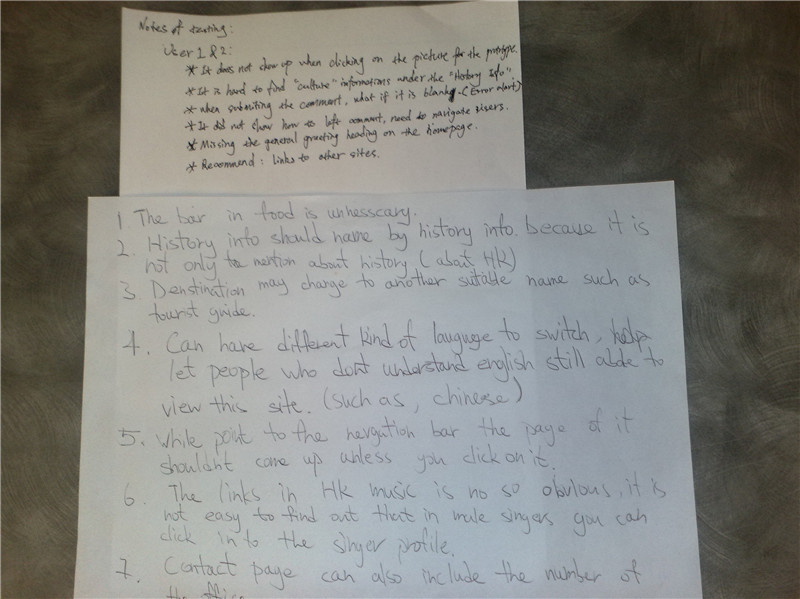 Notes of testing:
User 1 & 2:
* It does not show up when clicking on the picture for the prototype
* It is hard to find "culture" informations under the "History Info"
* when submiting the comment, what if it is blank. (Error alert)
* It did not show how to left comment, need to navigate users.
* Missing the general greeting heading on the homepage.
* Recommend: links to other sites.
1 The bar in food is unnesscary.
2. History info should name by history info. because it is
not only to mention about history (about HK)
3. Denstination may change to another suitable name such as
tourst guide.
4. Can have different kind of lauguge to switch, help
let people who dont understand english still able to
view this site. (such as, chinese)
5. while point to the nevgution bar the page of it
shouldnt come up unless you click on it.
6. The links in HK music is no so obvious, it is
not easy to find out that in male singers you can
click in to the singer profile.
7. Contact page can also include the number of
the office